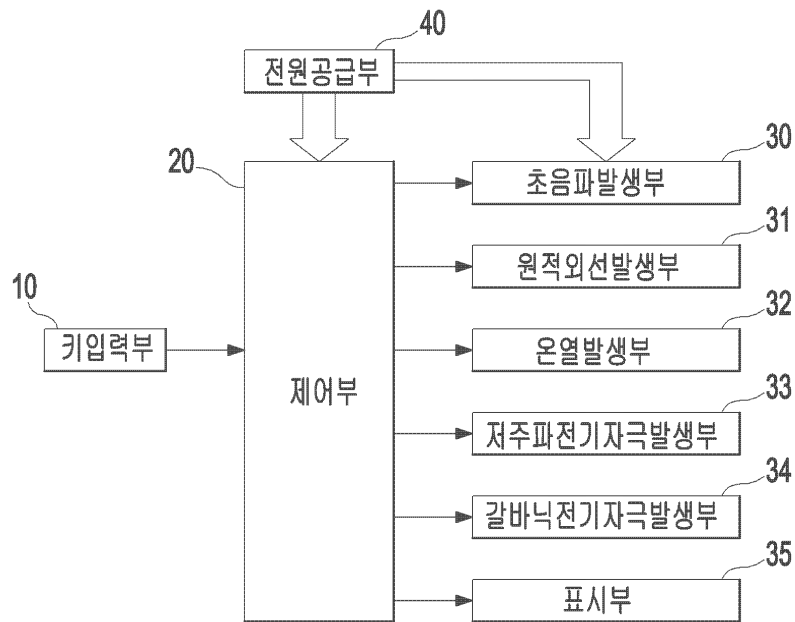 40
전원공급부
20
30
초음파발생부
31
원적외선발생부
10
키입력부
32
온열발생부
제어부
33
저주파전기자극발생부
34
갈바닉전기자극발생부
35
표시부